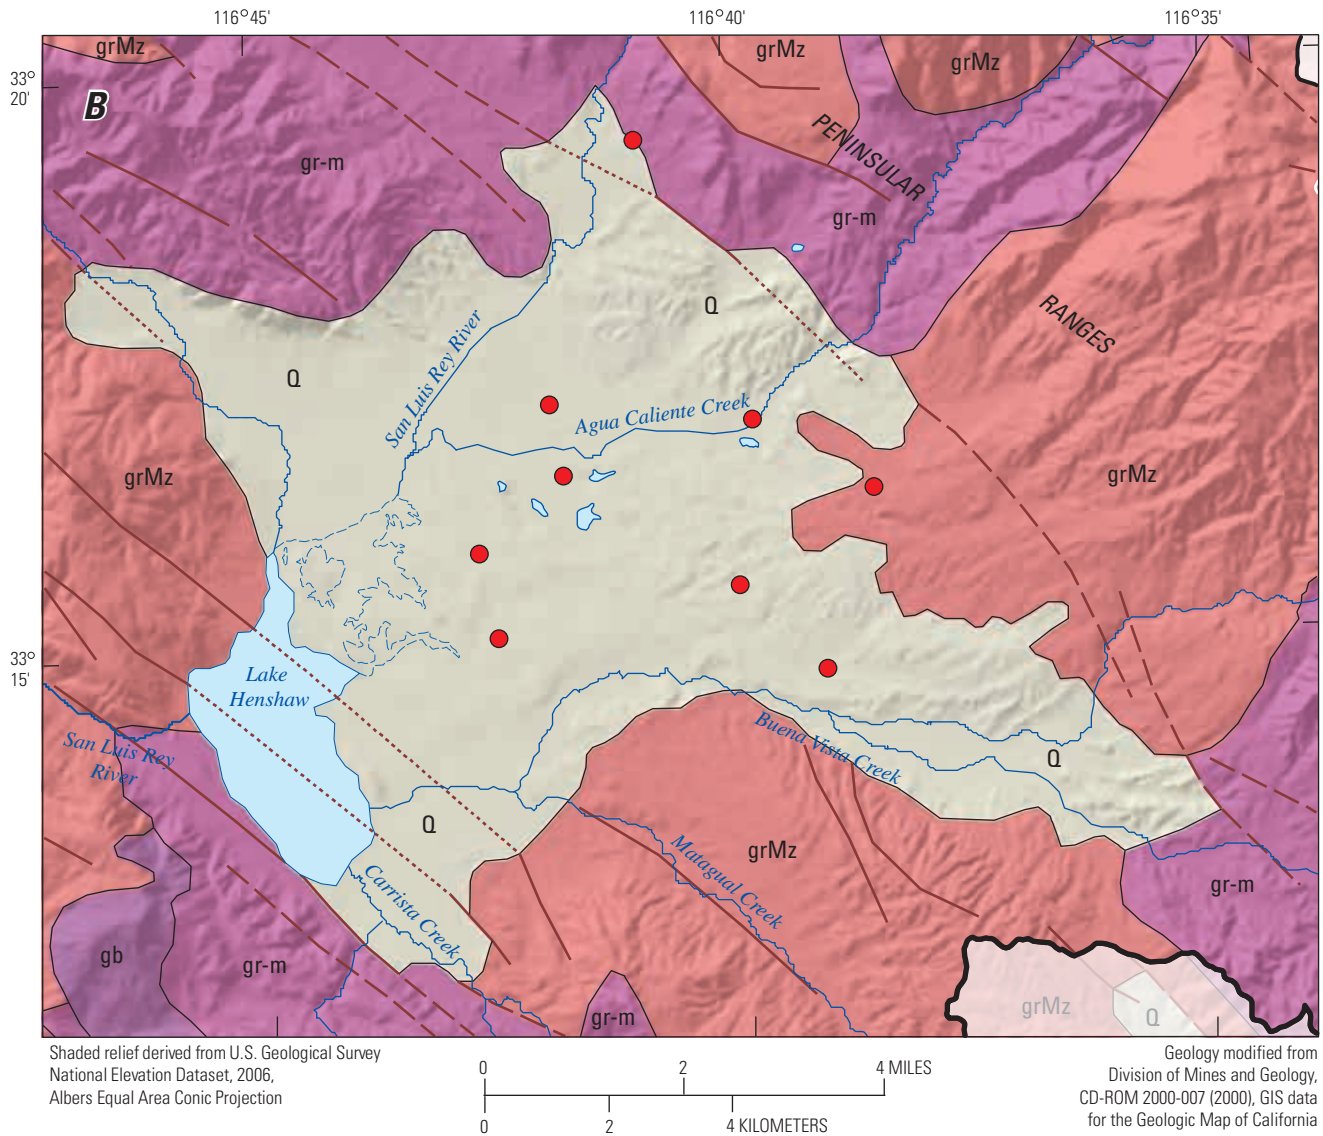 116°45' 116°40' 116°35'
33°
20'
B
grMz
grMz
grMz
gr-m
PENINSULAR
gr-m
RANGES
Q
Q
San Luis Rey River
Agua Caliente Creek
grMz
grMz
33°
15'
Lake
Henshaw
San Luis Rey
River
Buena Vista Creek
Q
Q
grMz
Matagual Creek
Carrista Creek
gr-m
gb
gr-m
gr-m
grMz
Q
Shaded relief derived from U.S. Geological Survey
National Elevation Dataset, 2006,
Albers Equal Area Conic Projection
0 2 4 MILES
0 2 4 KILOMETERS
Geology modified from
Division of Mines and Geology,
CD-ROM 2000-007 (2000), GIS data
for the Geologic Map of California